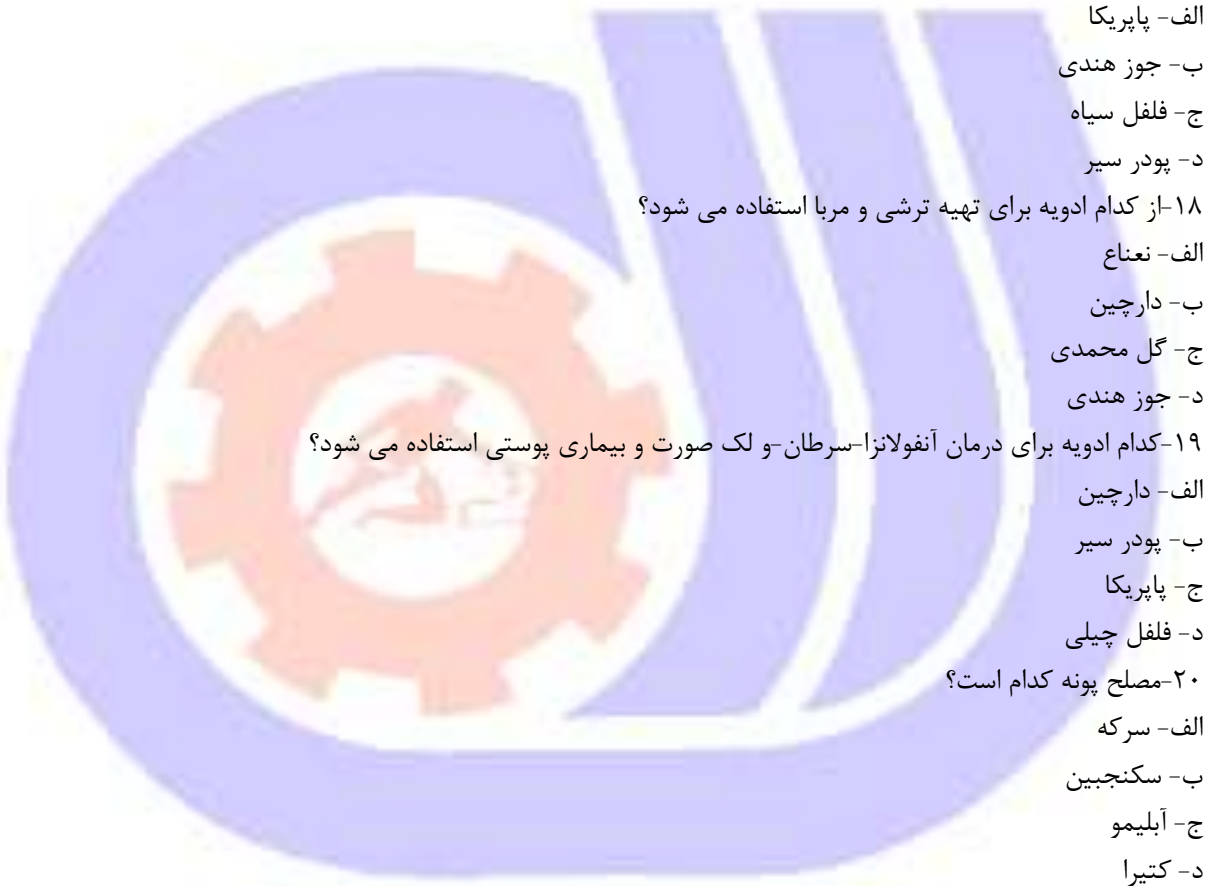 الف- پاپریکا
ب- جوز هندی
ج- فلفل سیاه
د- پودر سیر
۱۸-از کدام ادویه برای تهیه ترشی و مربا استفاده می شود؟
الف- نعناع
ب- دارچین
ج- گل محمدی
د- جوز هندی
۱۹-کدام ادویه برای درمان آنفولانزا-سرطان-و لک صورت و بیماری پوستی استفاده می شود؟
الف- دارچین
ب- پودر سیر
ج- پاپریکا
د- فلفل چیلی
۲۰-مصلح پونه کدام است؟
الف- سرکه
ب- سکنجبین
ج- آبلیمو
د- کتیرا